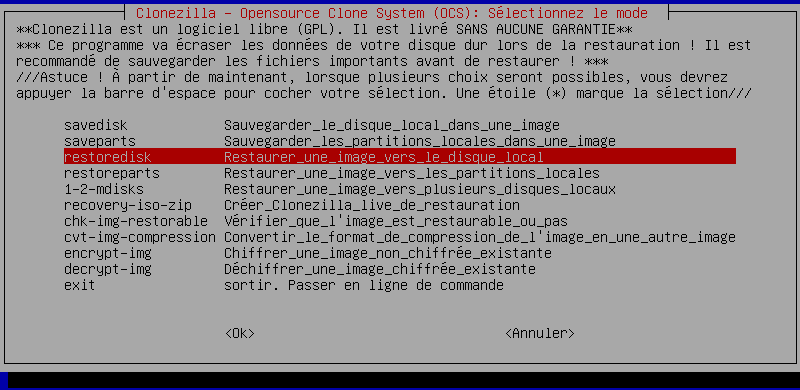 Clonezilla - Opensource Clone System (OCS): Sélectionnez le mode
**Clonezilla est un logiciel libre (GPL). Il est livré SANS AUCUNE GARANTIE**
*** Ce programme va écraser les données de votre disque dur lors de la restauration ! Il est
recommandé de sauvegarder les fichiers importants avant de restaurer ! ***
///Astuce ! À partir de maintenant, lorsque plusieurs choix seront possibles, vous devrez
appuyer la barre d'espace pour cocher votre sélection. Une étoile (*) marque la sélection///
savedisk Sauvegarder_le_disque_local_dans_une_image
saveparts Sauvegarder_les_partitions_locales_dans_une_image
restoredisk Restaurer_une_image_vers_le_disque_local
restoreparts Restaurer_une_image_vers_les_partitions_locales
1-2-mdisks Restaurer_une_image_vers_plusieurs_disques_locaux
recovery-iso-zip Créer_Clonezilla_live_de_restauration
chk-img-restorable Vérifier_que_l'image_est_restaurable_ou_pas
cvt-img-compression Convertir_le_format_de_compression_de_l'image_en_une_autre_image
encrypt-img Chiffrer_une_image_non_chiffrée_existante
decrypt-img Déchiffrer_une_image_chiffrée_existante
exit sortir. Passer en ligne de commande
<Ok> <Annuler>